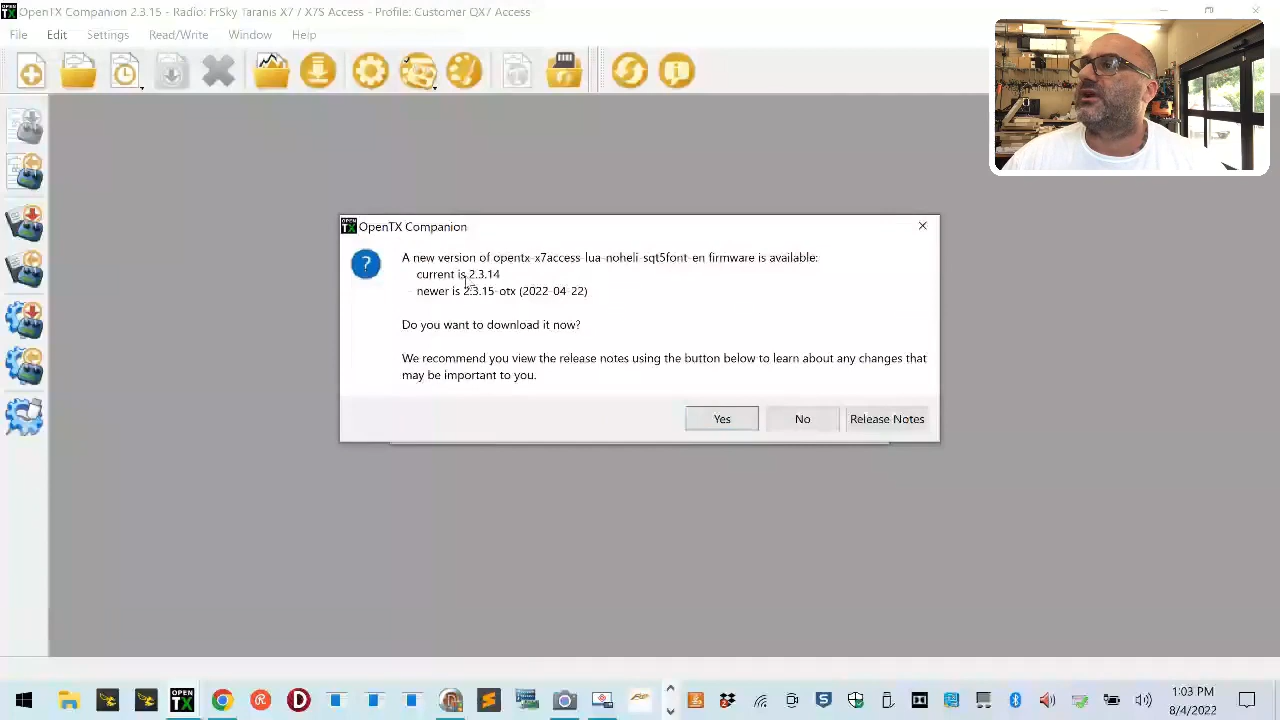 OpenTX Companion 2.3.15 - Radio: FrSky Taranis X7 / X7S Access - Profile: Customer QX7 Access
File Edit Settings Read/Write Window
OPEN TX OpenTX Companion
A new version of opentx-x7access-lua-noheli-sqt5font-en firmware is available:
current is 2.3.14
- newer is 2.3.15-otx (2022-04-22)
Do you want to download it now?
We recommend you view the release notes using the button below to learn about any changes that
may be important to you.
Yes No Release Notes
OPEN TX
1:03 PM
8/4/2022